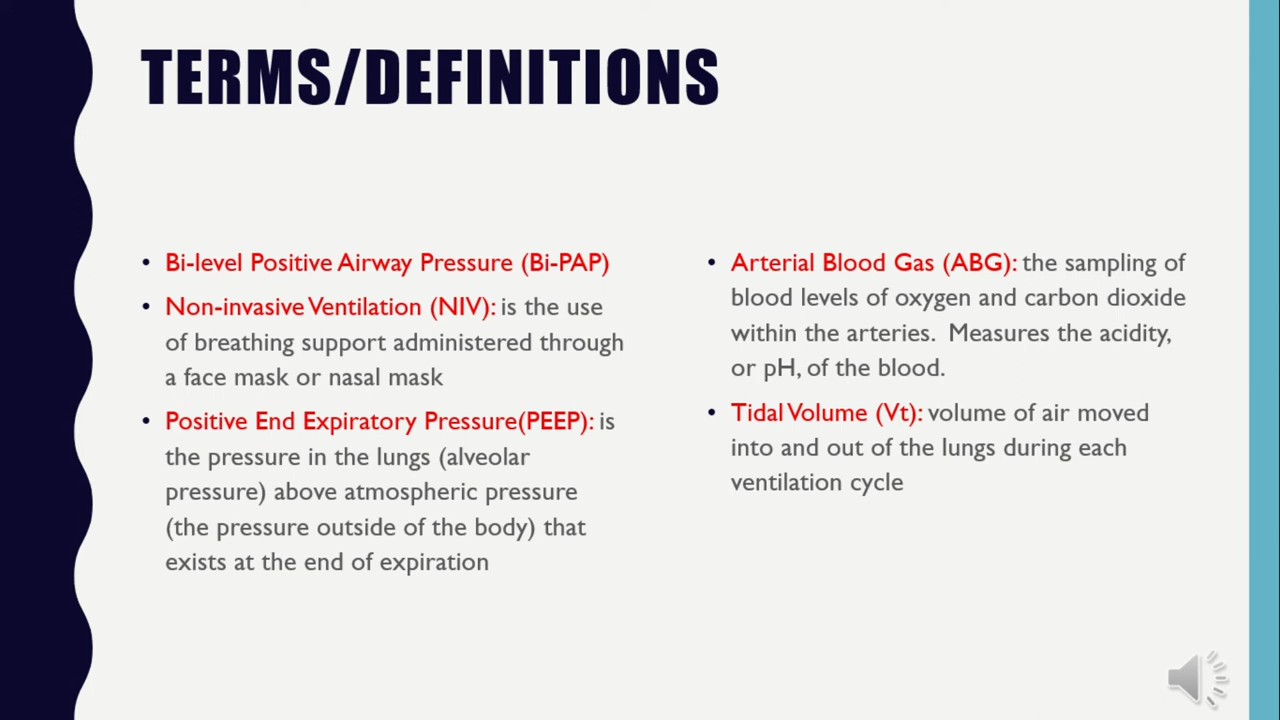 TERMS/DEFINITIONS
• Bi-level Positive Airway Pressure (Bi-PAP)
• Non-invasive Ventilation (NIV): is the use
of breathing support administered through
a face mask or nasal mask
• Positive End Expiratory Pressure(PEEP): is
the pressure in the lungs (alveolar
pressure) above atmospheric pressure
(the pressure outside of the body) that
exists at the end of expiration
• Arterial Blood Gas (ABG): the sampling of
blood levels of oxygen and carbon dioxide
within the arteries.  Measures the acidity,
or pH, of the blood.
• Tidal Volume (Vt): volume of air moved
into and out of the lungs during each
ventilation cycle